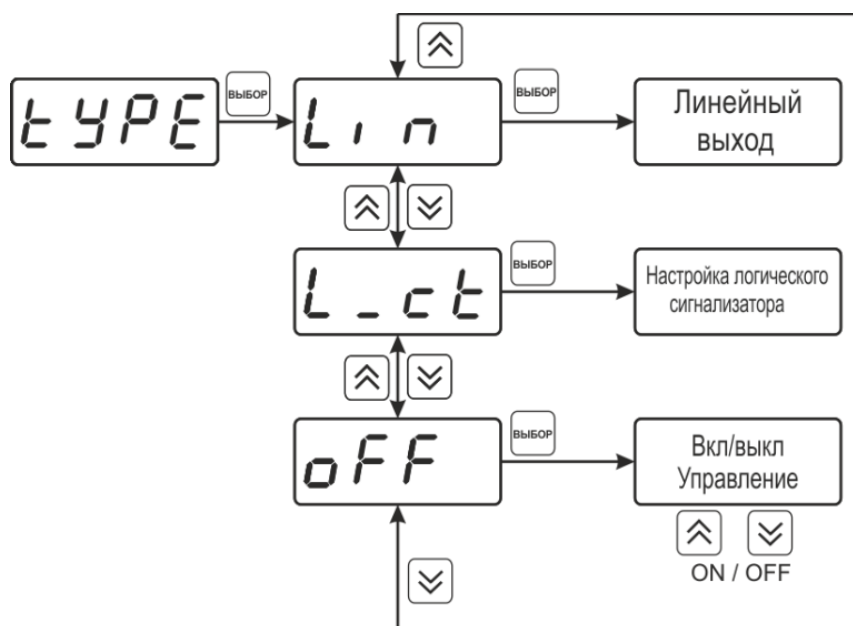 tYPE
ВЫБОР
Lin
ВЫБОР
Линейный
выход
L_ct
ВЫБОР
Настройка логического
сигнализатора
oFF
ВЫБОР
Вкл/выкл
Управление
ON / OFF